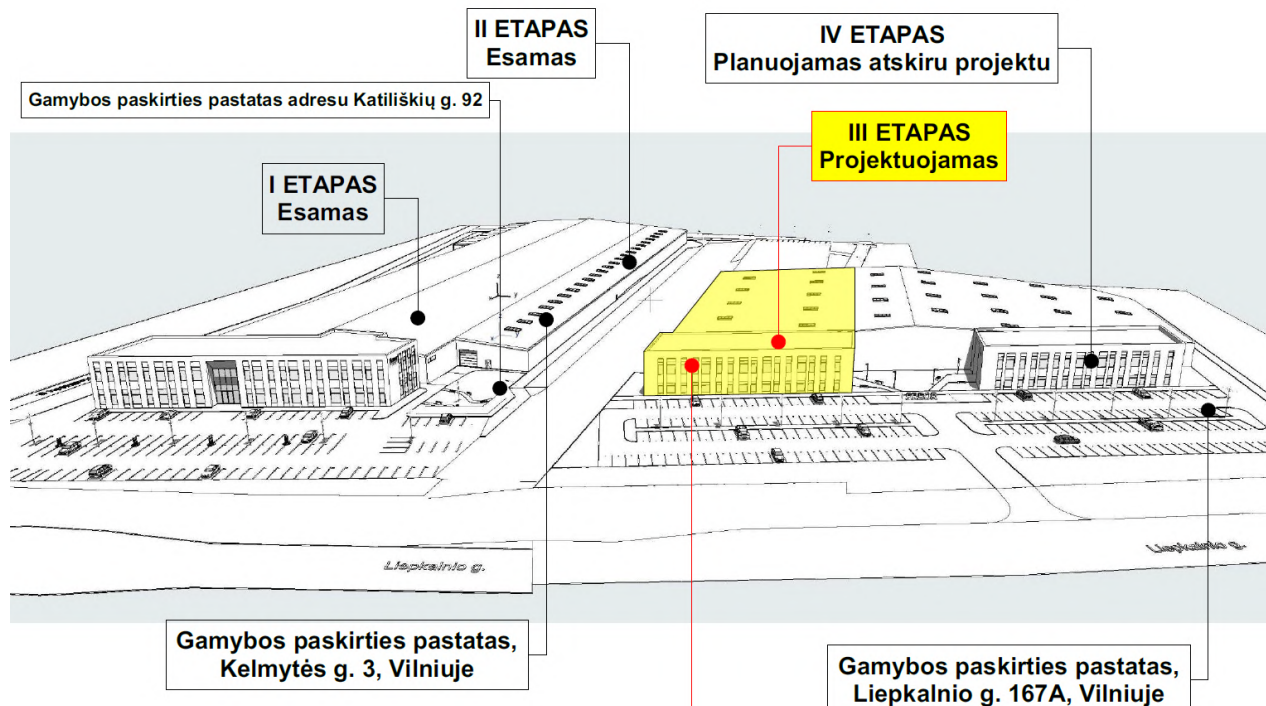 II ETAPAS
Esamas
IV ETAPAS
Planuojamas atskiru projektu
Gamybos paskirties pastatas adresu Katiliškių g. 92
III ETAPAS
Projektuojamas
I ETAPAS
Esamas
Liepkalnio g.
Liepkalnio g.
Gamybos paskirties pastatas,
Kelmytės g. 3, Vilniuje
Gamybos paskirties pastatas,
Liepkalnio g. 167A, Vilniuje